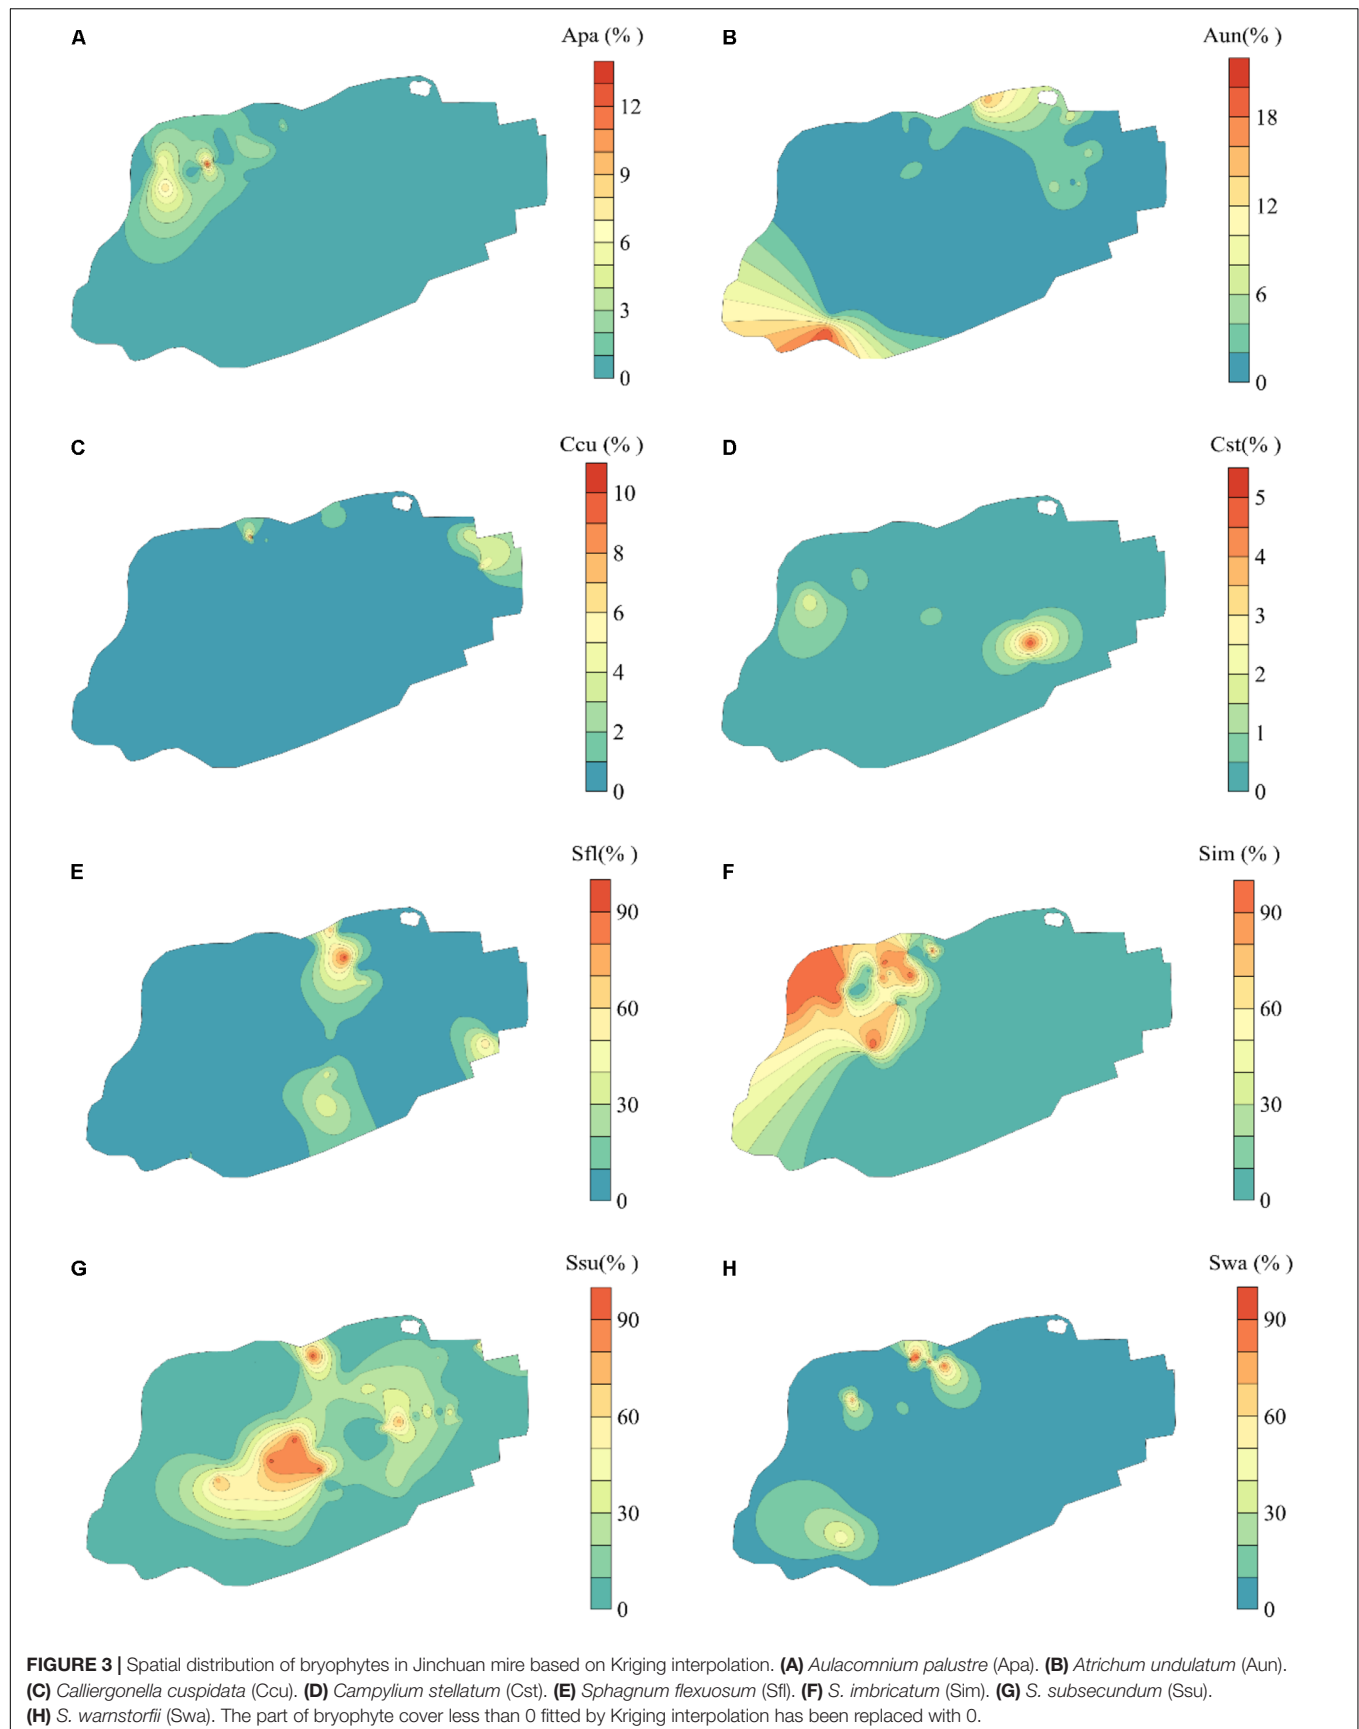 A
Apa (% )
12
9
6
3
0
B
Aun(% )
18
12
6
0
C
Ccu (% )
10
8
6
4
2
0
D
Cst(% )
5
4
3
2
1
0
E
Sfl(% )
90
60
30
0
F
Sim (% )
90
60
30
0
G
Ssu(% )
90
60
30
0
H
Swa (% )
90
60
30
0
FIGURE 3 | Spatial distribution of bryophytes in Jinchuan mire based on Kriging interpolation. (A) Aulacomnium palustre (Apa). (B) Atrichum undulatum (Aun).
(C) Calliergonella cuspidata (Ccu). (D) Campylium stellatum (Cst). (E) Sphagnum flexuosum (Sfl). (F) S. imbricatum (Sim). (G) S. subsecundum (Ssu).
(H) S. warnstorfii (Swa). The part of bryophyte cover less than 0 fitted by Kriging interpolation has been replaced with 0.